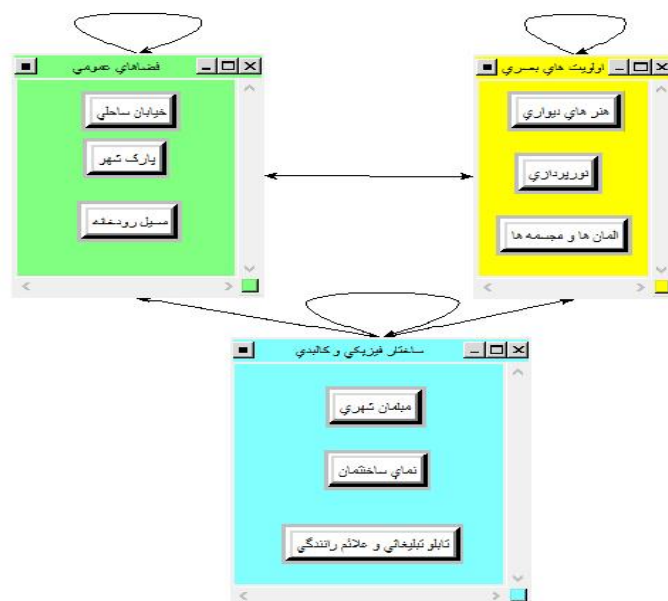 فضاهاي عمومي
خيابان ساحلي
پارک شهر
مسيل رودخانه
اولويت هاي بصري
هنر هاي ديواري
نورپردازي
المان ها و مجسمه ها
ساختار فيزيکي و کالبدي
مبلمان شهري
نماي ساختمان
تابلو تبليغاتي و علائم رانندگي